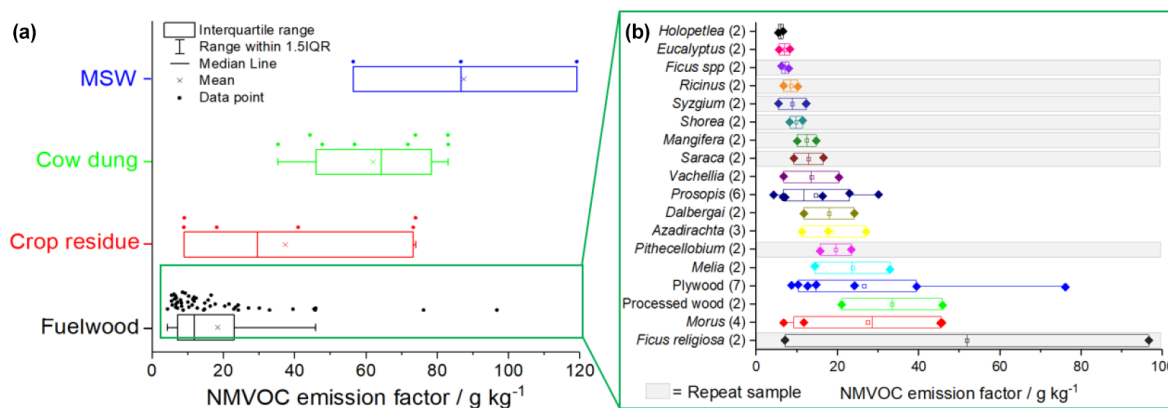 (a)
Interquartile range
Range within 1.5IQR
Median Line
Mean
Data point
MSW
Cow dung
Crop residue
Fuelwood
0 20 40 60 80 100 120
NMVOC emission factor / g kg⁻¹
(b)
Holopetlea (2)
Eucalyptus (2)
Ficus spp (2)
Ricinus (2)
Syzgium (2)
Shorea (2)
Mangifera (2)
Saraca (2)
Vachellia (2)
Prosopis (6)
Dalbergai (2)
Azadirachta (3)
Pithecellobium (2)
Melia (2)
Plywood (7)
Processed wood (2)
Morus (4)
Ficus religiosa (2)
= Repeat sample
0 20 40 60 80 100
NMVOC emission factor / g kg⁻¹